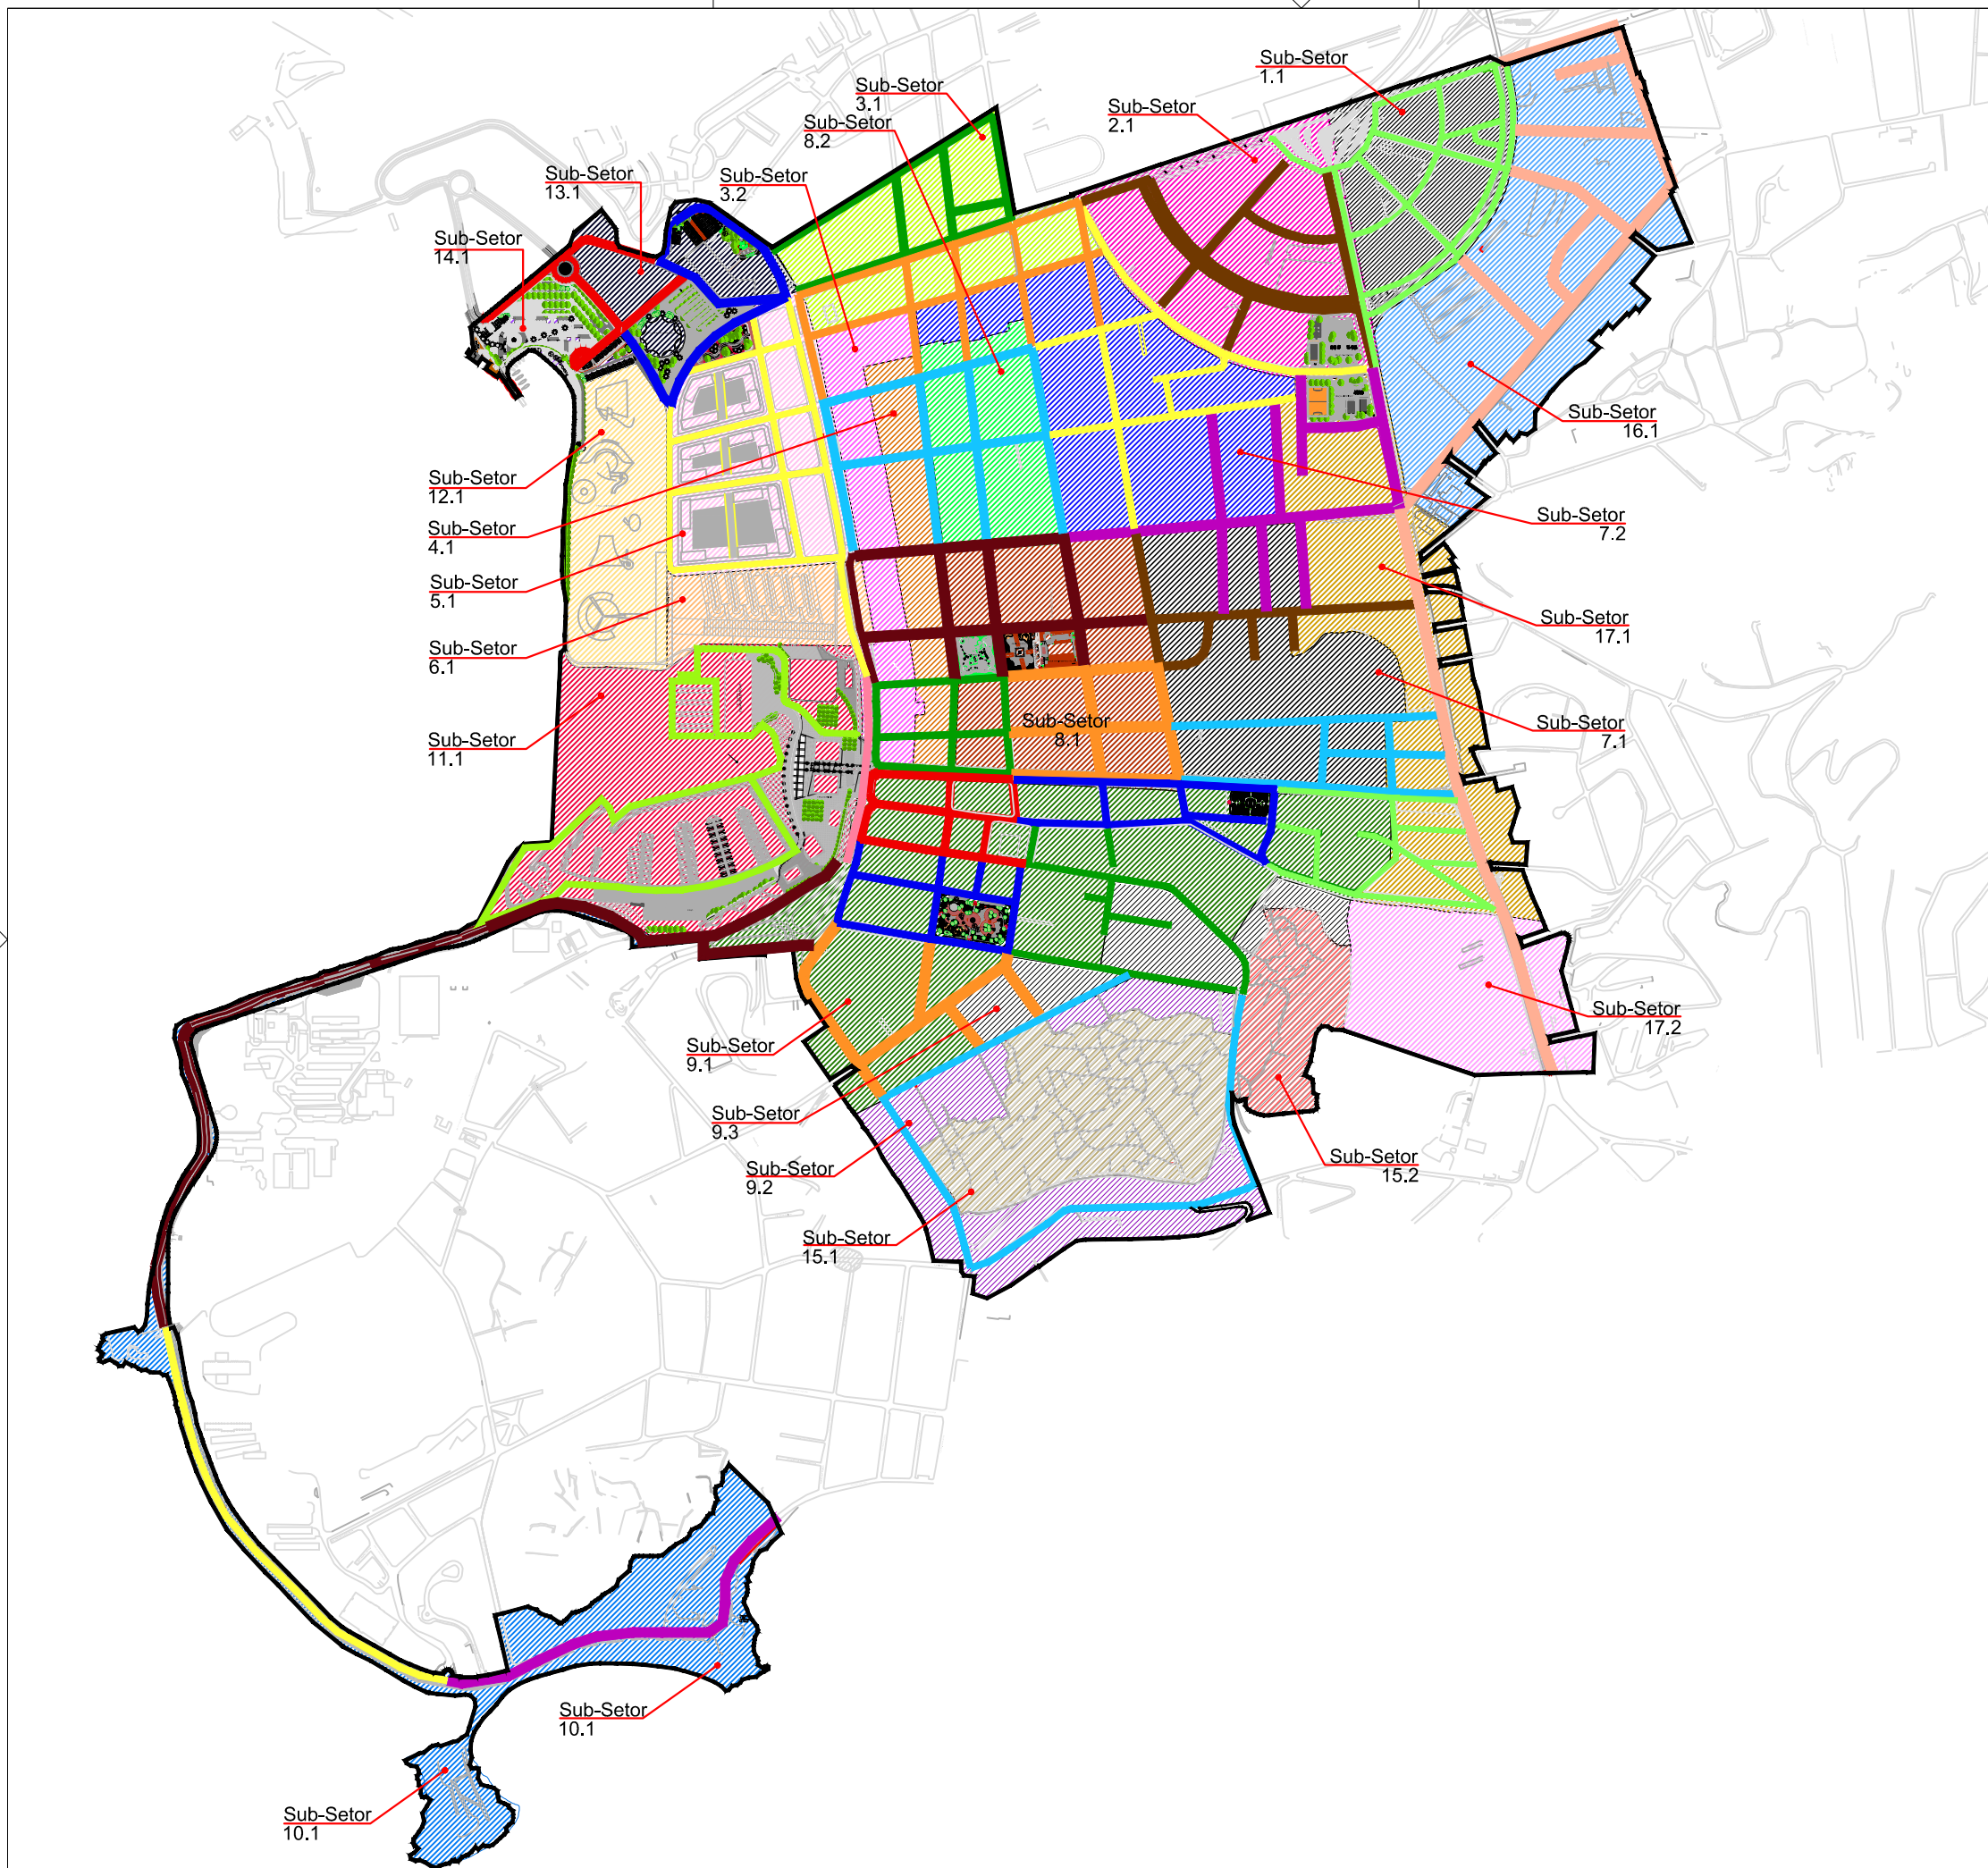 Sub-Setor
1.1
Sub-Setor
3.1
Sub-Setor
2.1
Sub-Setor
8.2
Sub-Setor
13.1
Sub-Setor
3.2
Sub-Setor
14.1
Sub-Setor
16.1
Sub-Setor
12.1
Sub-Setor
7.2
Sub-Setor
4.1
Sub-Setor
5.1
Sub-Setor
17.1
Sub-Setor
6.1
Sub-Setor
8.1
Sub-Setor
7.1
Sub-Setor
11.1
Sub-Setor
17.2
Sub-Setor
9.1
Sub-Setor
9.3
Sub-Setor
15.2
Sub-Setor
9.2
Sub-Setor
15.1
Sub-Setor
10.1
Sub-Setor
10.1